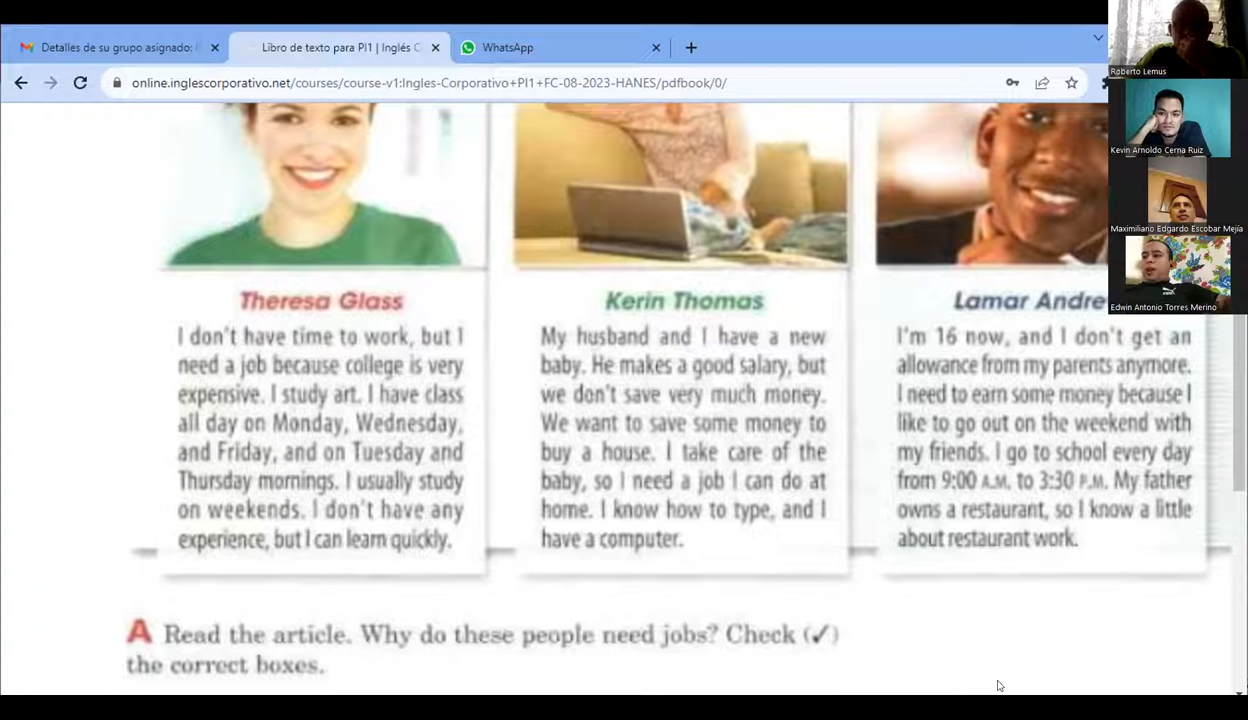 Detalles de su grupo asignado:
Libro de texto para PI1 | Inglés C
WhatsApp
online.inglescorporativo.net/courses/course-v1:Ingles-Corporativo+PI1+FC-08-2023-HANES/pdfbook/0/
Roberto Lemus
Kevin Arnoldo Cerna Ruiz
Maximiliano Edgardo Escobar Mejía
Edwin Antonio Torres Merino
Theresa Glass
I don't have time to work, but I
need a job because college is very
expensive. I study art. I have class
all day on Monday, Wednesday,
and Friday, and on Tuesday and
Thursday mornings. I usually study
on weekends. I don't have any
experience, but I can learn quickly.
Kerin Thomas
My husband and I have a new
baby. He makes a good salary, but
we don't save very much money.
We want to save some money to
buy a house. I take care of the
baby, so I need a job I can do at
home. I know how to type, and I
have a computer.
Lamar Andre
I'm 16 now, and I don't get an
allowance from my parents anymore.
I need to earn some money because I
like to go out on the weekend with
my friends. I go to school every day
from 9:00 A.M. to 3:30 P.M. My father
owns a restaurant, so I know a little
about restaurant work.
A Read the article. Why do these people need jobs? Check (✓)
the correct boxes.